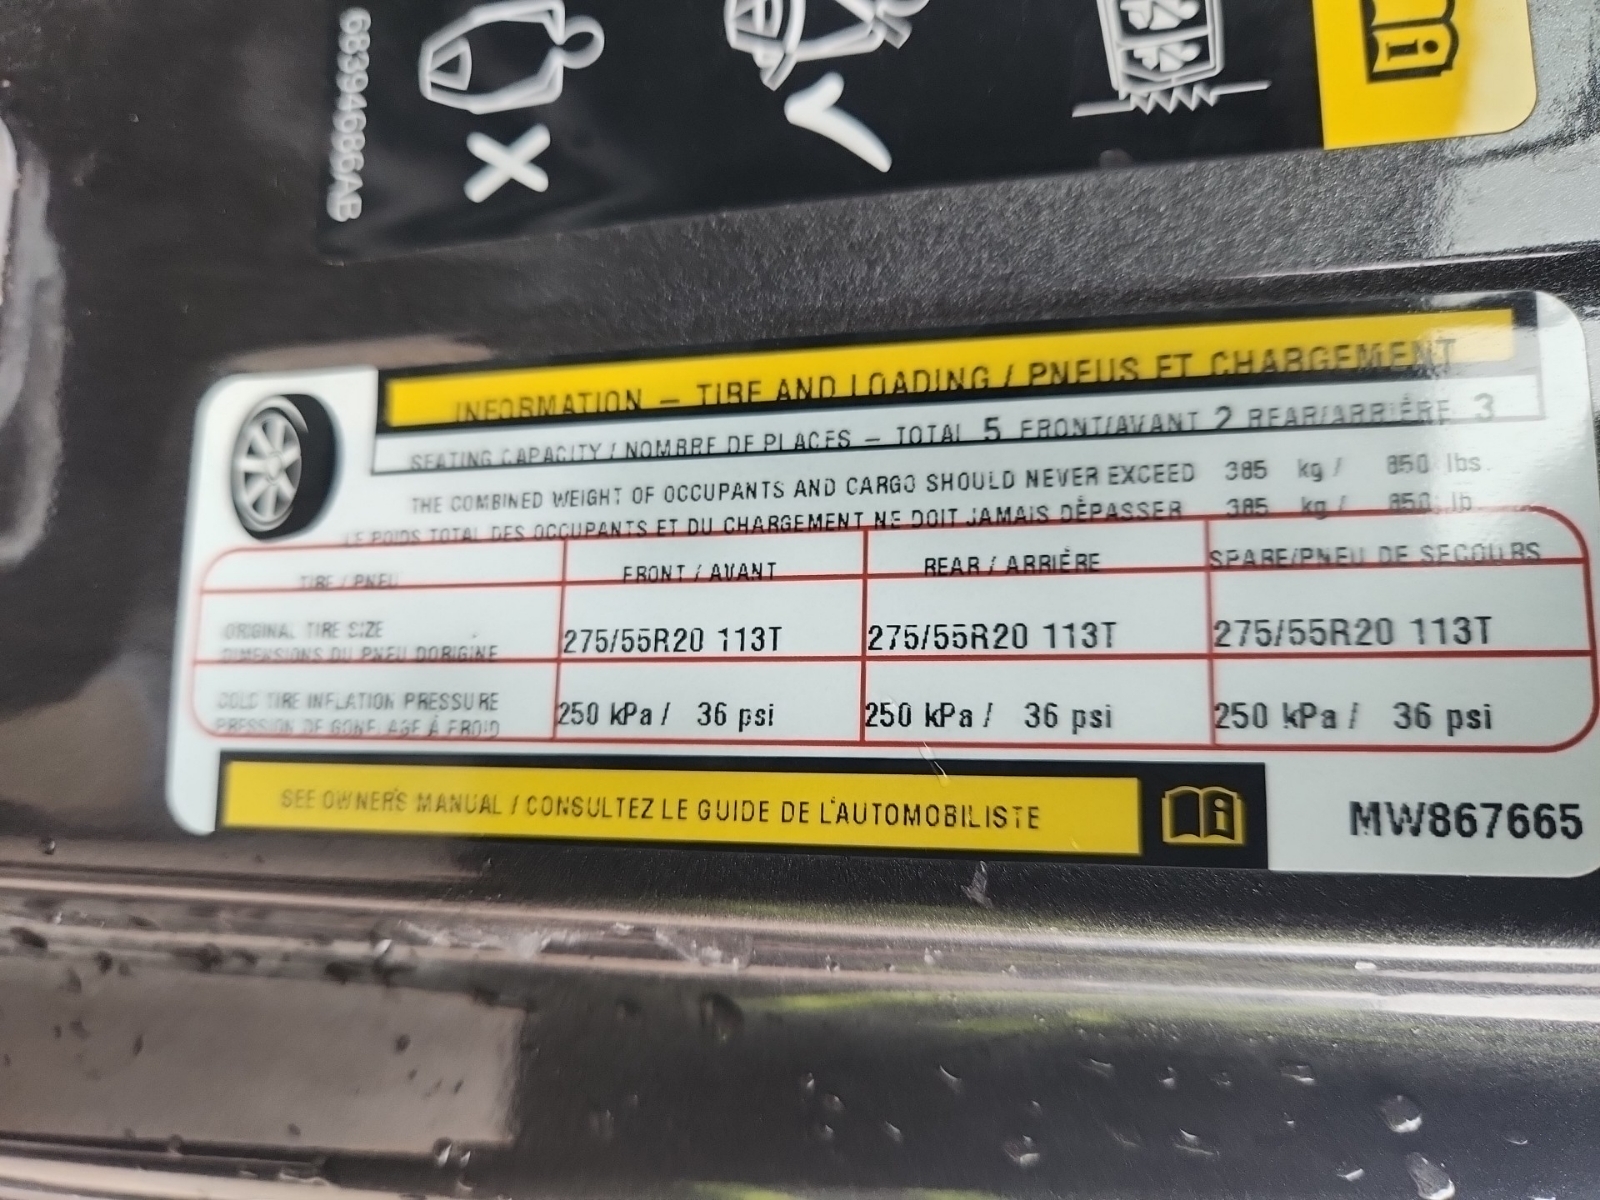 68394686AB
INFORMATION – TIRE AND LOADING / PNEUS ET CHARGEMENT
SEATING CAPACITY / NOMBRE DE PLACES – TOTAL 5 FRONT/AVANT 2 REAR/ARRIÈRE 3
THE COMBINED WEIGHT OF OCCUPANTS AND CARGO SHOULD NEVER EXCEED 385 kg / 850 lbs.
LE POIDS TOTAL DES OCCUPANTS ET DU CHARGEMENT NE DOIT JAMAIS DÉPASSER 385 kg / 850 lb.
TIRE / PNEU FRONT / AVANT REAR / ARRIÈRE SPARE/PNEU DE SECOURS
ORIGINAL TIRE SIZE
DIMENSIONS DU PNEU D'ORIGINE
275/55R20 113T 275/55R20 113T 275/55R20 113T
COLD TIRE INFLATION PRESSURE
PRESSION DE GONFLAGE À FROID
250 kPa / 36 psi 250 kPa / 36 psi 250 kPa / 36 psi
SEE OWNER'S MANUAL / CONSULTEZ LE GUIDE DE L'AUTOMOBILISTE
MW867665